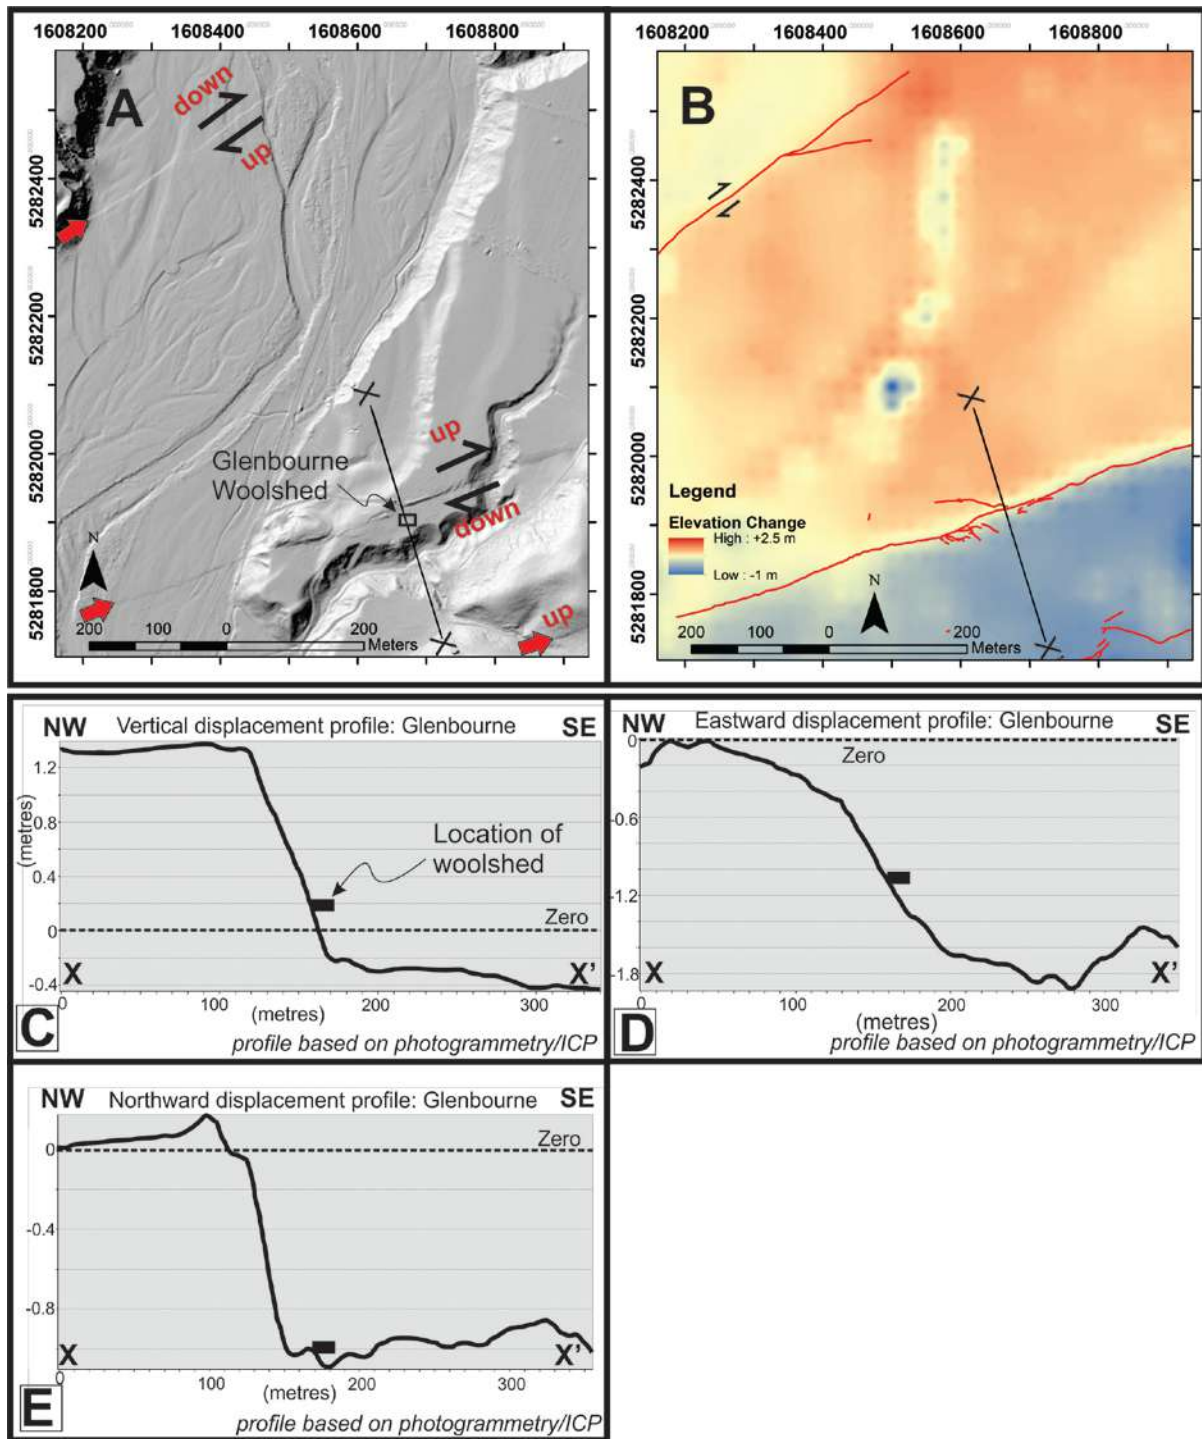 1608200 1608400 1608600 1608800
5282400
5282200
5282000
5281800
A
down
up
Glenbourne
Woolshed
up
down
N
up
200 100 0 200
Meters
1608200 1608400 1608600 1608800
5282400
5282200
5282000
5281800
B
Legend
Elevation Change
High : +2.5 m
Low : -1 m
N
200 100 0 200
Meters
NW Vertical displacement profile: Glenbourne SE
1.2
0.8
0.4
0
-0.4
(metres)
Location of
woolshed
Zero
X X'
0 100 200 300
(metres)
C
profile based on photogrammetry/ICP
NW Eastward displacement profile: Glenbourne SE
0
-0.6
-1.2
-1.8
Zero
X X'
0 100 200 300
(metres)
D
profile based on photogrammetry/ICP
NW Northward displacement profile: Glenbourne SE
0
-0.4
-0.8
Zero
X X'
0 100 200 300
(metres)
E
profile based on photogrammetry/ICP